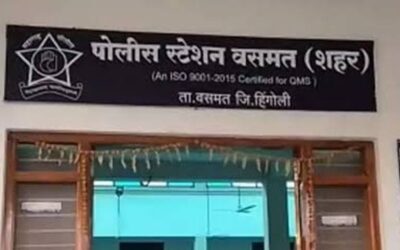 पोलीस स्टेशन वसमत (शहर)
(An ISO 9001-2015 Certified for QMS )
ता.वसमत जि.हिंगोली